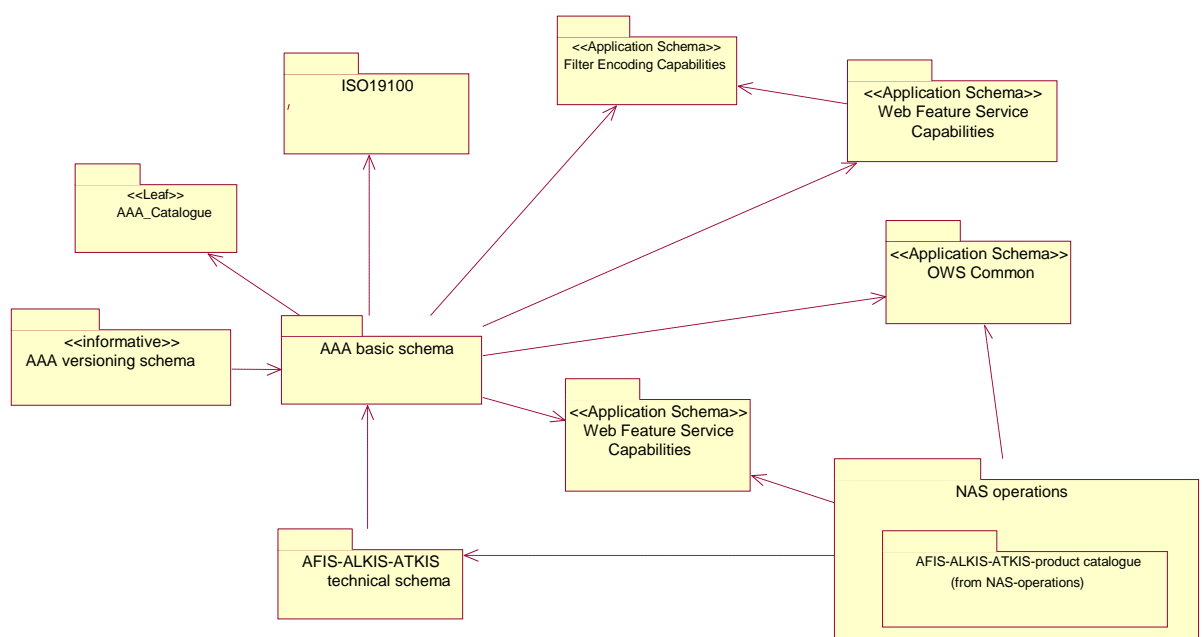 <<Application Schema>>
Filter Encoding Capabilities
ISO19100
/
<<Application Schema>>
Web Feature Service
Capabilities
<<Leaf>>
AAA_Catalogue
<<Application Schema>>
OWS Common
<<informative>>
AAA versioning schema
AAA basic schema
<<Application Schema>>
Web Feature Service
Capabilities
NAS operations
AFIS-ALKIS-ATKIS
technical schema
AFIS-ALKIS-ATKIS-product catalogue
(from NAS-operations)